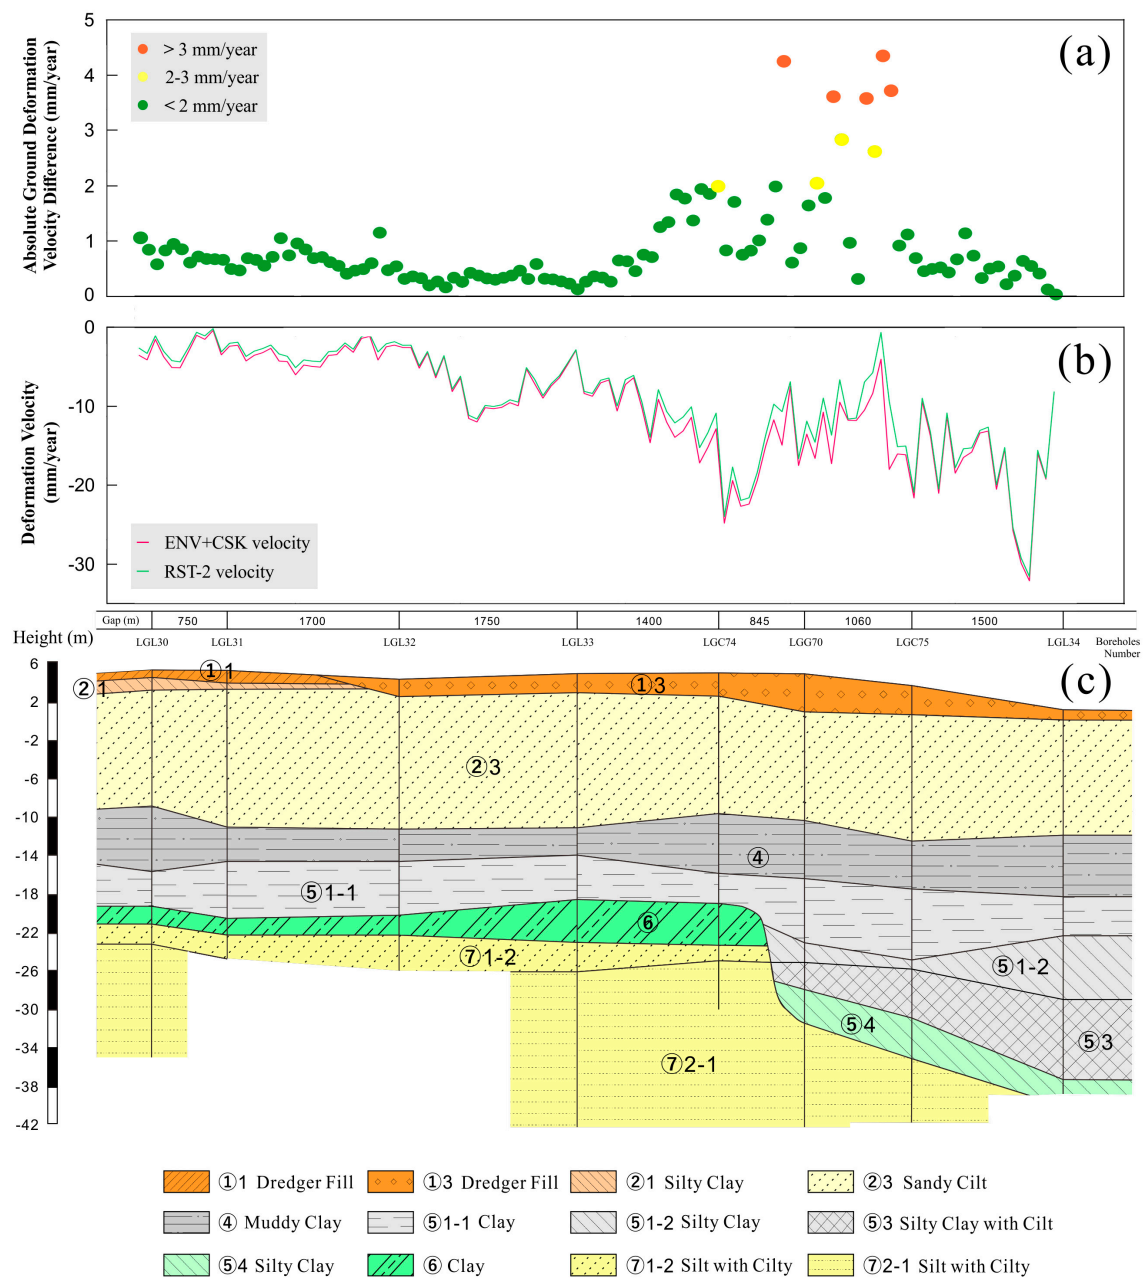 Absolute Ground Deformation
Velocity Difference (mm/year)
5
4
3
2
1
0
> 3 mm/year
2-3 mm/year
< 2 mm/year
(a)
Deformation Velocity
(mm/year)
0
-10
-20
-30
ENV+CSK velocity
RST-2 velocity
(b)
Gap (m) 750 1700 1750 1400 845 1060 1500
Height (m) LGL30 LGL31 LGL32 LGL33 LGC74 LGG70 LGC75 LGL34 Boreholes
Number
6
2
-2
-6
-10
-14
-18
-22
-26
-30
-34
-38
-42
(c)
①1
②1
①3
②3
④
⑤1-1
⑥
⑦1-2
⑤1-2
⑤4
⑤3
⑦2-1
①1 Dredger Fill ①3 Dredger Fill ②1 Silty Clay ②3 Sandy Cilt
④ Muddy Clay ⑤1-1 Clay ⑤1-2 Silty Clay ⑤3 Silty Clay with Cilt
⑤4 Silty Clay ⑥ Clay ⑦1-2 Silt with Cilty ⑦2-1 Silt with Cilty